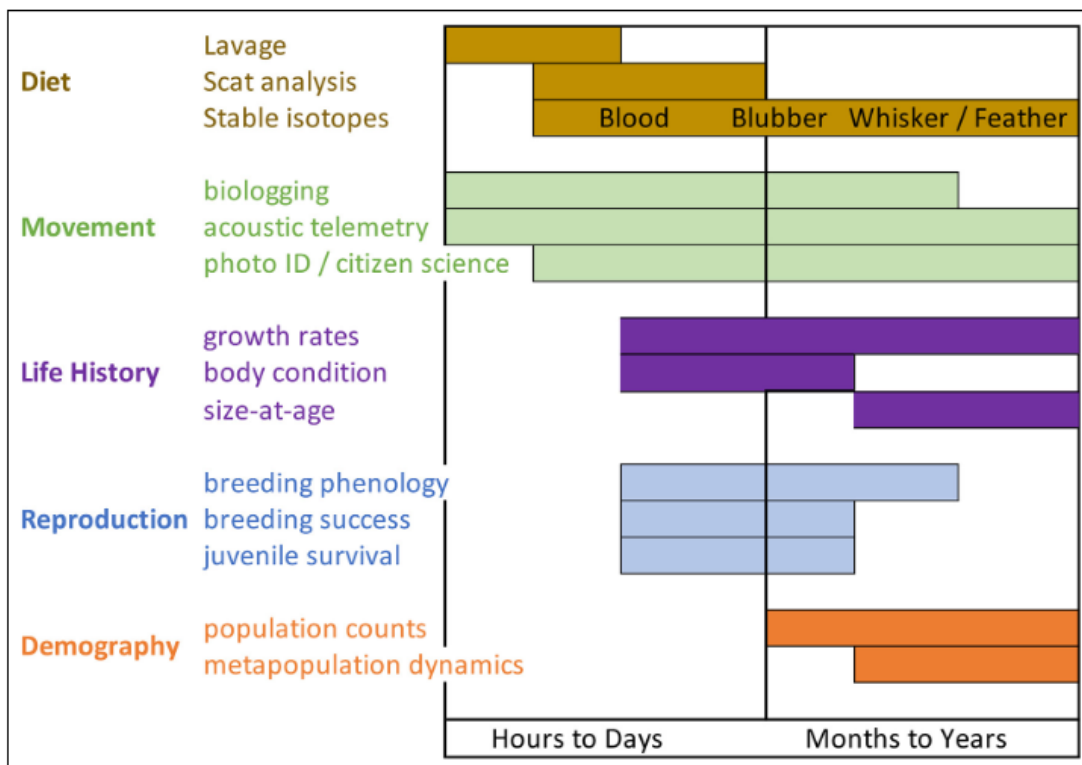 Lavage
Diet Scat analysis
Stable isotopes Blood Blubber Whisker / Feather
biologging
Movement acoustic telemetry
photo ID / citizen science
growth rates
Life History body condition
size-at-age
breeding phenology
Reproduction breeding success
juvenile survival
Demography population counts
metapopulation dynamics
Hours to Days Months to Years